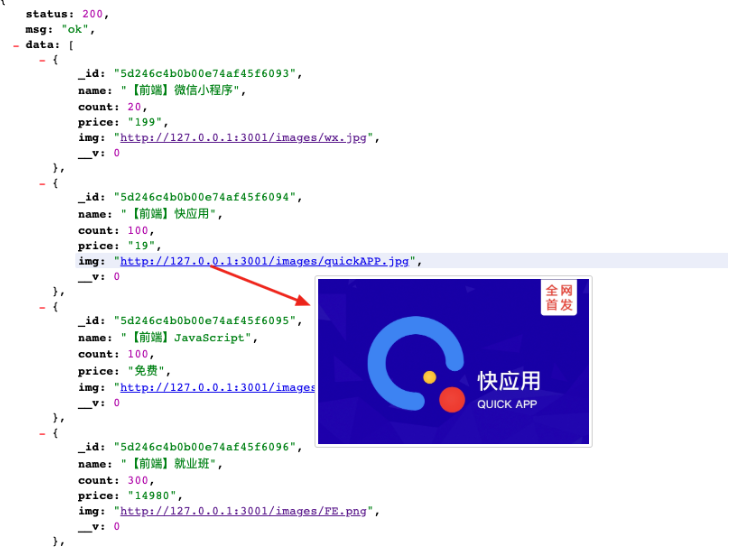 {
status: 200,
msg: "ok",
- data: [
- {
_id: "5d246c4b0b00e74af45f6093",
name: "【前端】微信小程序",
count: 20,
price: "199",
img: "http://127.0.0.1:3001/images/wx.jpg",
__v: 0
},
- {
_id: "5d246c4b0b00e74af45f6094",
name: "【前端】快应用",
count: 100,
price: "19",
img: "http://127.0.0.1:3001/images/quickAPP.jpg",
__v: 0
},
- {
_id: "5d246c4b0b00e74af45f6095",
name: "【前端】JavaScript",
count: 100,
price: "免费",
img: "http://127.0.0.1:3001/images
__v: 0
},
- {
_id: "5d246c4b0b00e74af45f6096",
name: "【前端】就业班",
count: 300,
price: "14980",
img: "http://127.0.0.1:3001/images/FE.png",
__v: 0
},
全网
首发
快应用
QUICK APP